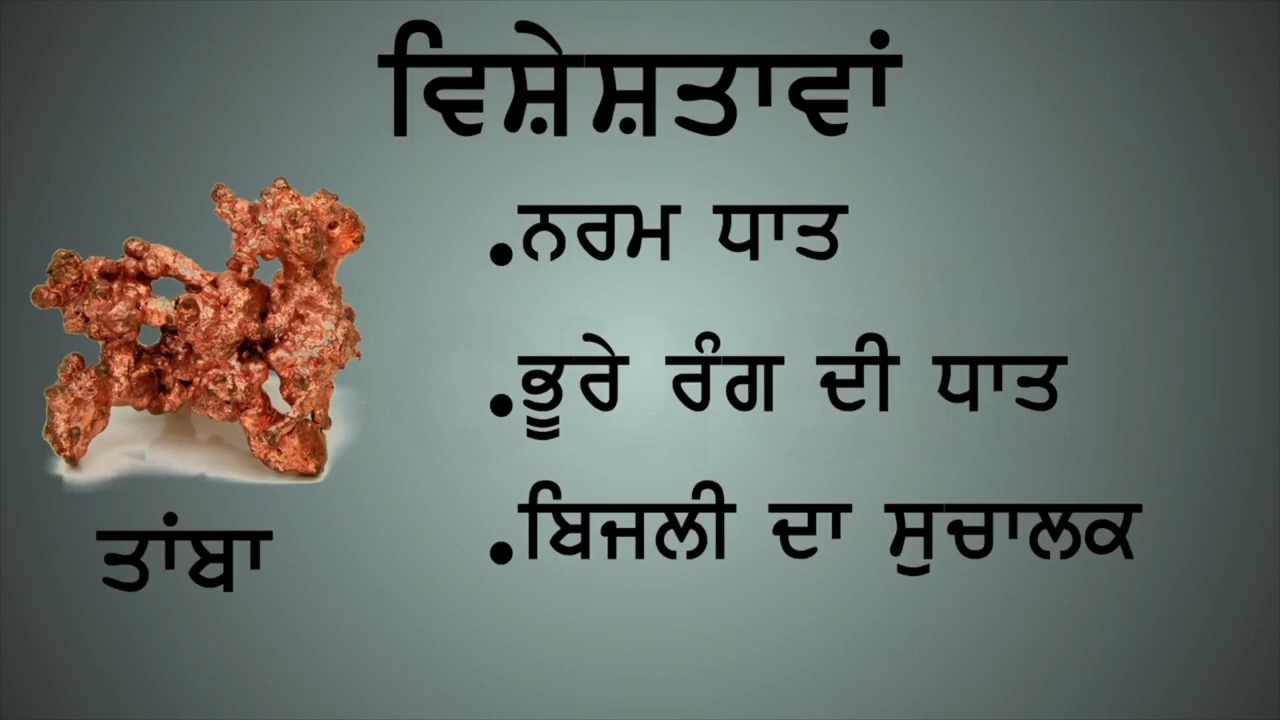 ਵਿਸ਼ੇਸ਼ਤਾਵਾਂ
.ਨਰਮ ਧਾਤ
.ਭੂਰੇ ਰੰਗ ਦੀ ਧਾਤ
.ਬਿਜਲੀ ਦਾ ਸੁਚਾਲਕ
ਤਾਂਬਾ